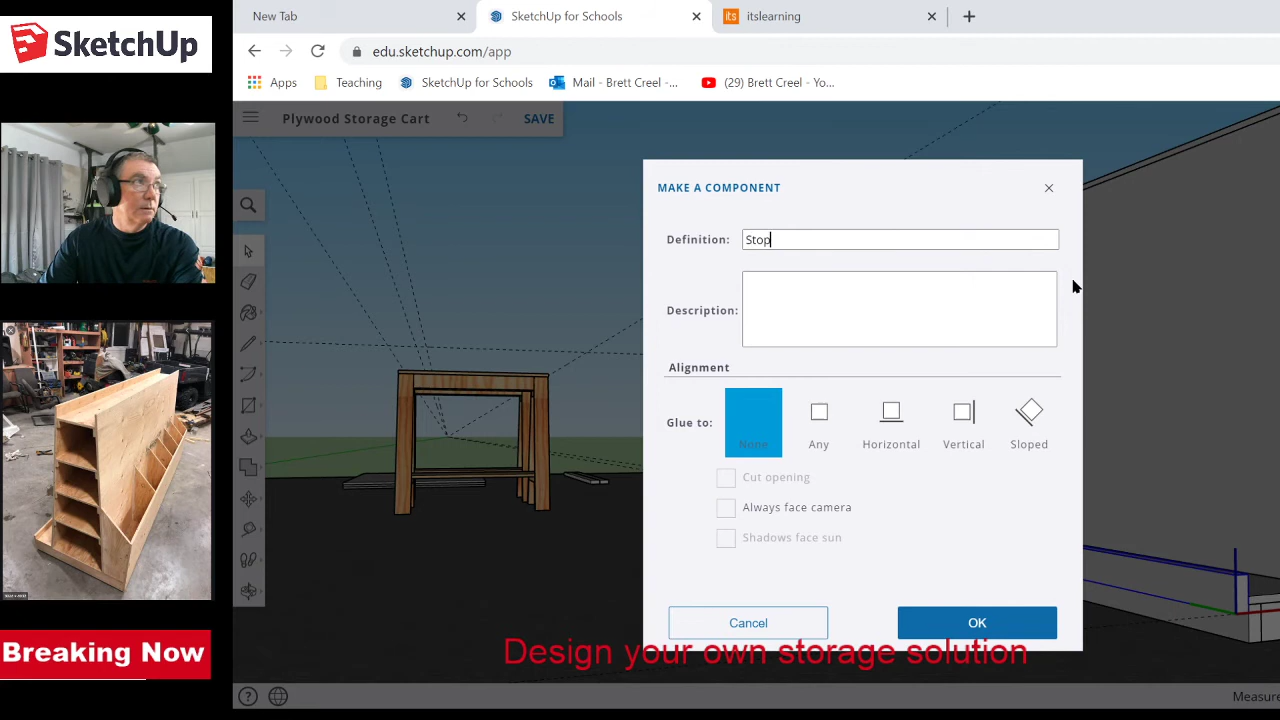 SketchUp
New Tab
SketchUp for Schools
its
itslearning
edu.sketchup.com/app
Apps
Teaching
SketchUp for Schools
Mail - Brett Creel -...
(29) Brett Creel - Yo...
Plywood Storage Cart
SAVE
MAKE A COMPONENT
Definition:
Stop
Description:
Alignment
Glue to:
None
Any
Horizontal
Vertical
Sloped
Cut opening
Always face camera
Shadows face sun
Cancel
OK
Breaking Now
Design your own storage solution
Measure